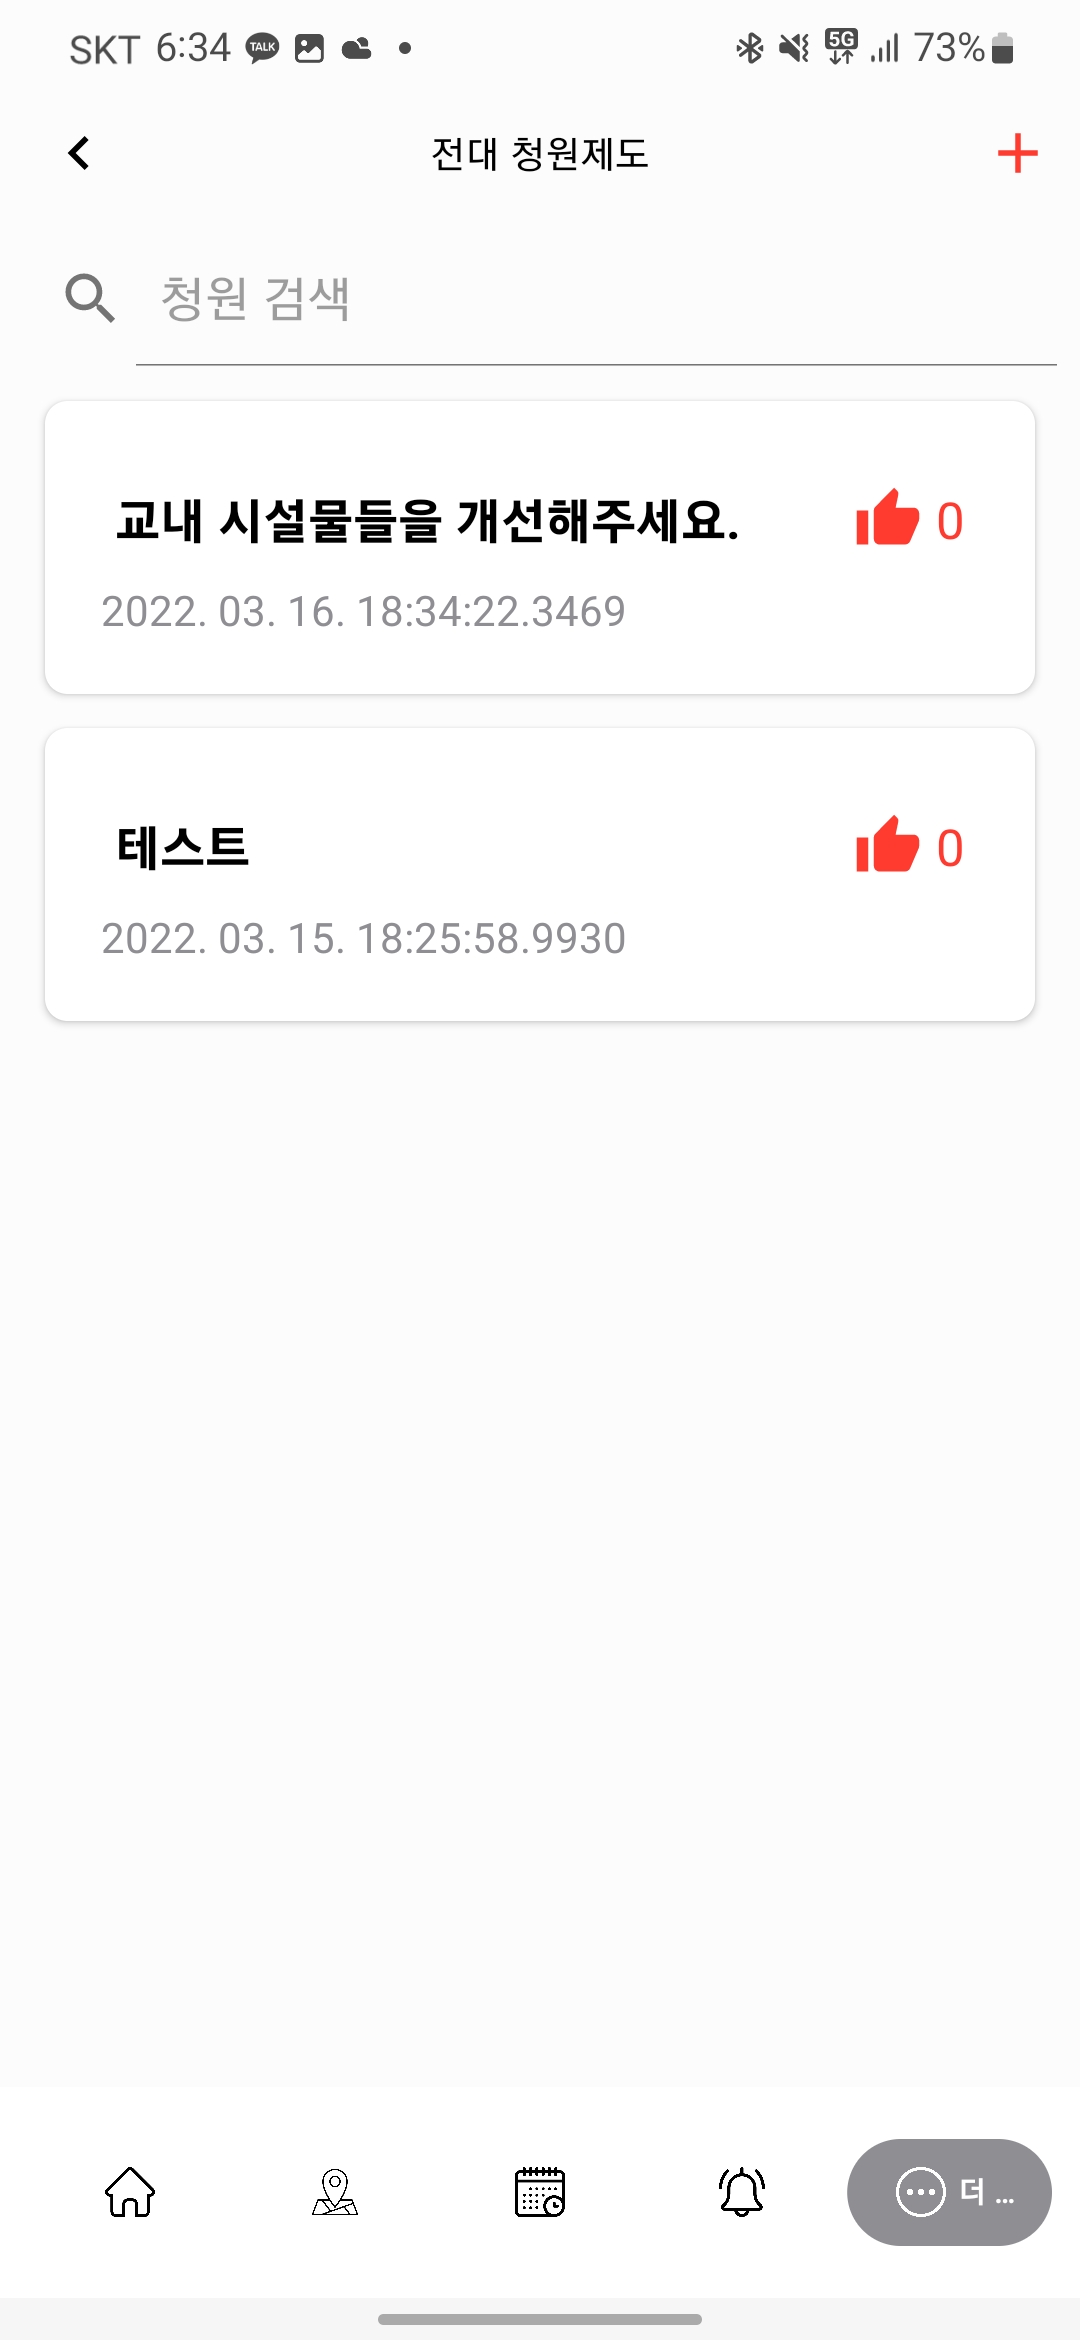 SKT 6:34 TALK 5G 73%
전대 청원제도
청원 검색
교내 시설물들을 개선해주세요. 0
2022. 03. 16. 18:34:22.3469
테스트 0
2022. 03. 15. 18:25:58.9930
더 ...